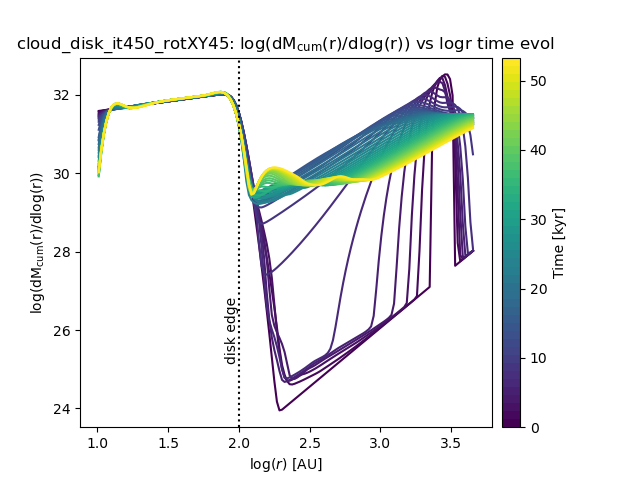 cloud_disk_it450_rotXY45: log(dM_cum(r)/dlog(r)) vs logr time evol
log(dM_cum(r)/dlog(r))
32
30
28
26
24
disk edge
1.0 1.5 2.0 2.5 3.0 3.5
log(r) [AU]
50
40
30
20
10
0
Time [kyr]